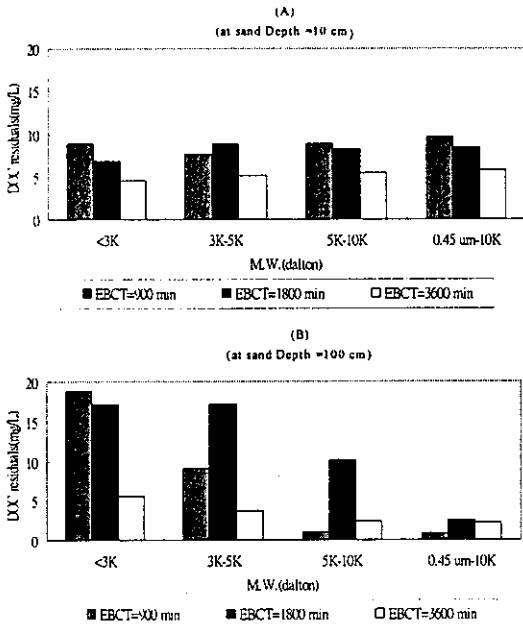 (A)
(at sand Depth =10 cm)
20
15
10
5
0
DOC residuals(mg/L)
<3K 3K-5K 5K-10K 0.45 um-10K
M.W.(dalton)
EBCT=900 min EBCT=1800 min EBCT=3600 min
(B)
(at sand Depth =100 cm)
20
15
10
5
0
DOC residuals(mg/L)
<3K 3K-5K 5K-10K 0.45 um-10K
M.W.(dalton)
EBCT=900 min EBCT=1800 min EBCT=3600 min